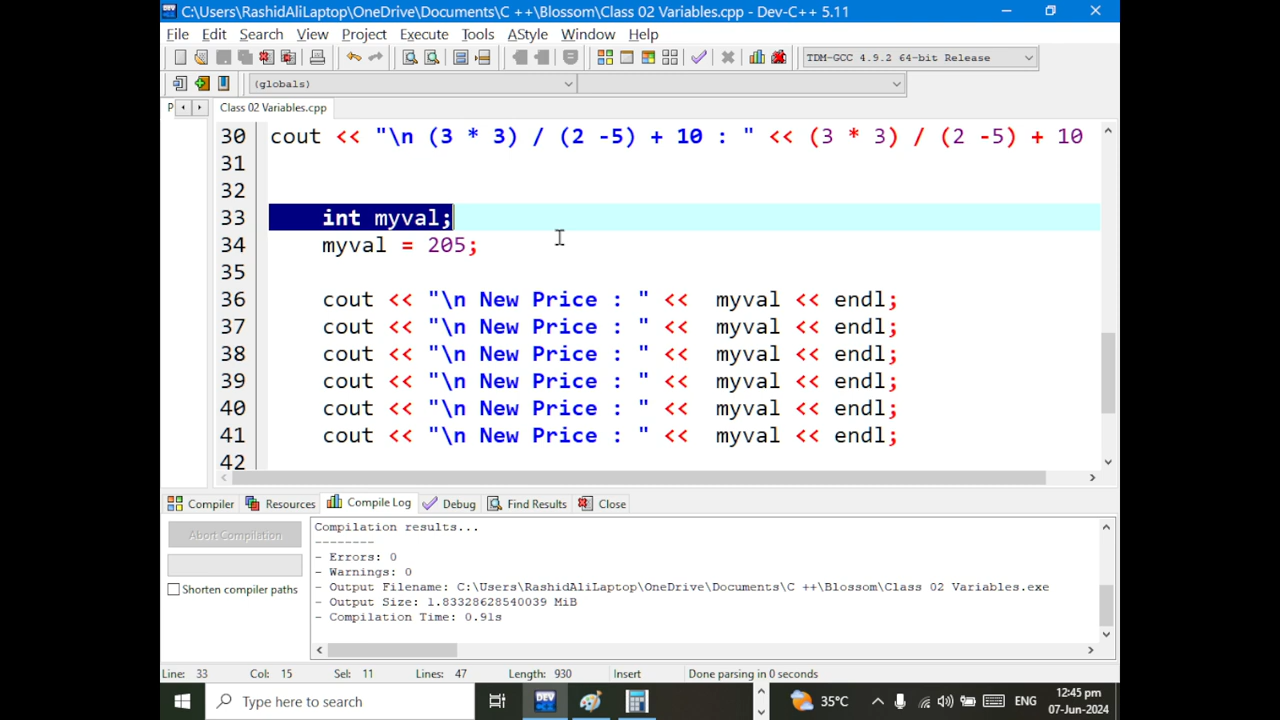 C:\Users\RashidAliLaptop\OneDrive\Documents\C ++\Blossom\Class 02 Variables.cpp - Dev-C++ 5.11
File Edit Search View Project Execute Tools AStyle Window Help
TDM-GCC 4.9.2 64-bit Release
(globals)
P Class 02 Variables.cpp
30 cout << "\n (3 * 3) / (2 -5) + 10 : " << (3 * 3) / (2 -5) + 10
31
32
33 int myval;
34 myval = 205;
35
36 cout << "\n New Price : " << myval << endl;
37 cout << "\n New Price : " << myval << endl;
38 cout << "\n New Price : " << myval << endl;
39 cout << "\n New Price : " << myval << endl;
40 cout << "\n New Price : " << myval << endl;
41 cout << "\n New Price : " << myval << endl;
42
Compiler Resources Compile Log Debug Find Results Close
Abort Compilation
Shorten compiler paths
Compilation results...
--------
- Errors: 0
- Warnings: 0
- Output Filename: C:\Users\RashidAliLaptop\OneDrive\Documents\C ++\Blossom\Class 02 Variables.exe
- Output Size: 1.83328628540039 MiB
- Compilation Time: 0.91s
Line: 33 Col: 15 Sel: 11 Lines: 47 Length: 930 Insert Done parsing in 0 seconds
Type here to search
DEV
35°C
ENG
12:45 pm
07-Jun-2024